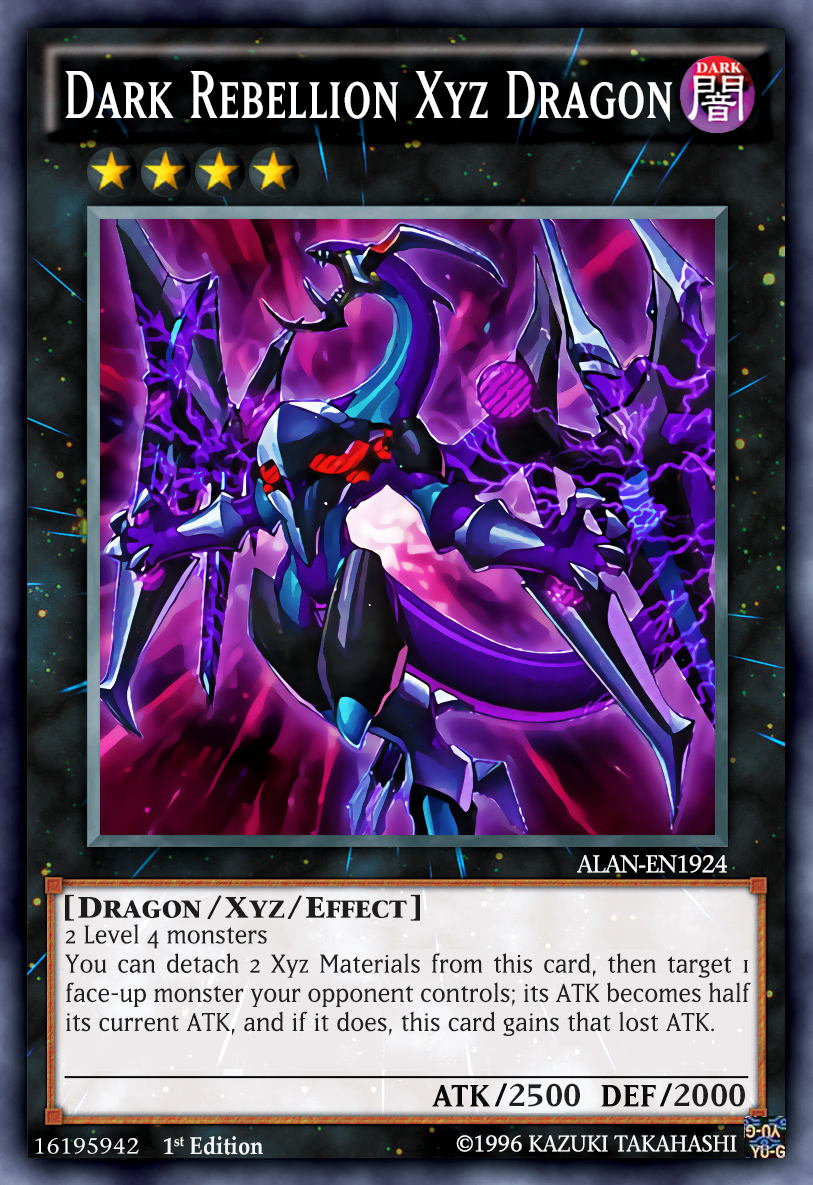 Dark Rebellion Xyz Dragon
DARK
闇
ALAN-EN1924
[Dragon/Xyz/Effect]
2 Level 4 monsters
You can detach 2 Xyz Materials from this card, then target 1
face-up monster your opponent controls; its ATK becomes half
its current ATK, and if it does, this card gains that lost ATK.
ATK/2500 DEF/2000
16195942 1st Edition
©1996 KAZUKI TAKAHASHI